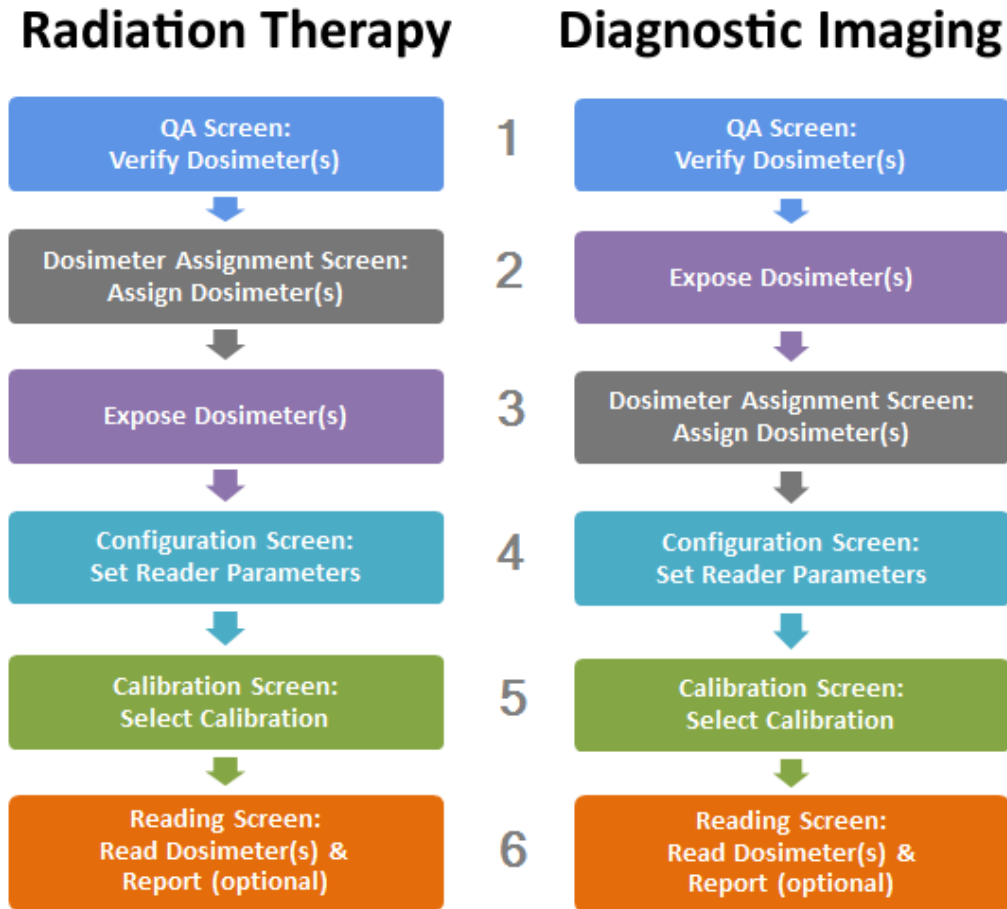 Radiation Therapy
Diagnostic Imaging
QA Screen:
Verify Dosimeter(s)
1
QA Screen:
Verify Dosimeter(s)
Dosimeter Assignment Screen:
Assign Dosimeter(s)
2
Expose Dosimeter(s)
Expose Dosimeter(s)
3
Dosimeter Assignment Screen:
Assign Dosimeter(s)
Configuration Screen:
Set Reader Parameters
4
Configuration Screen:
Set Reader Parameters
Calibration Screen:
Select Calibration
5
Calibration Screen:
Select Calibration
Reading Screen:
Read Dosimeter(s) &
Report (optional)
6
Reading Screen:
Read Dosimeter(s) &
Report (optional)